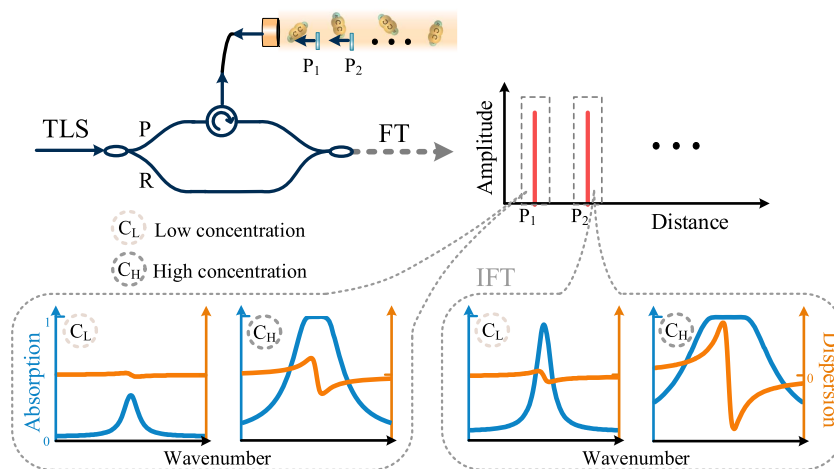 P1 P2
TLS P FT
R
Amplitude
P1 P2 Distance
CL Low concentration
CH High concentration
IFT
1 CL CH CL CH
Absorption
0 Dispersion
0
Wavenumber Wavenumber